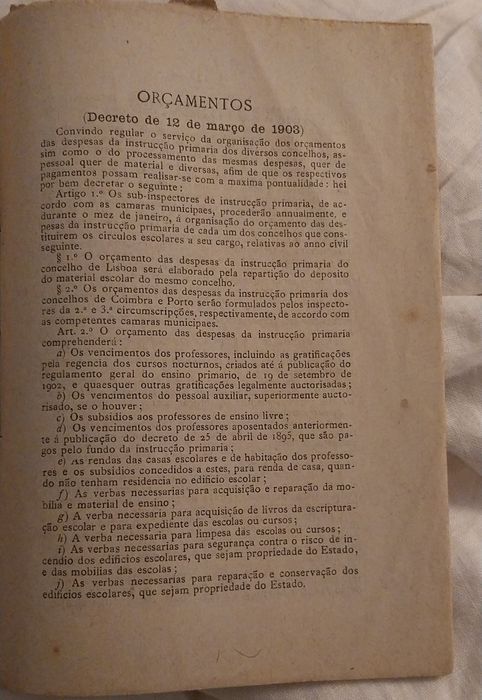 ORÇAMENTOS
(Decreto de 12 de março de 1903)
Convindo regular o serviço da organisação dos orçamentos
das despesas da instrucção primaria dos diversos concelhos, as-
sim como o do processamento das mesmas despesas, quer de
pessoal quer de material e diversas, afim de que os respectivos
pagamentos possam realisar-se com a maxima pontualidade: hei
por bem decretar o seguinte:
Artigo 1.º Os sub-inspectores de instrucção primaria, de ac-
cordo com as camaras municipaes, procederão annualmente, e
durante o mez de janeiro, á organisação do orçamento das des-
pesas da instrucção primaria de cada um dos concelhos que cons-
tituirem os circulos escolares a seu cargo, relativas ao anno civil
seguinte.
§ 1.º O orçamento das despesas da instrucção primaria do
concelho de Lisboa será elaborado pela repartição do deposito
do material escolar do mesmo concelho.
§ 2.º Os orçamentos das despesas da instrucção primaria dos
concelhos de Coimbra e Porto serão formulados pelos inspecto-
res da 2.ª e 3.ª circumscripções, respectivamente, de accordo com
as competentes camaras municipaes.
Art. 2.º O orçamento das despesas da instrucção primaria
comprehenderá:
a) Os vencimentos dos professores, incluindo as gratificações
pela regencia dos cursos nocturnos, criados até á publicação do
regulamento geral do ensino primario, de 19 de setembro de
1902, e quaesquer outras gratificações legalmente auctorisadas;
b) Os vencimentos do pessoal auxiliar, superiormente aucto-
risado, se o houver;
c) Os subsidios aos professores de ensino livre;
d) Os vencimentos dos professores aposentados anteriormen-
te á publicação do decreto de 25 de abril de 1895, que são pa-
gos pelo fundo da instrucção primaria;
e) As rendas das casas escolares e de habitação dos professo-
res e os subsidios concedidos a estes, para renda de casa, quan-
do não tenham residencia no edificio escolar;
f) As verbas necessarias para acquisição e reparação da mo-
bilia e material de ensino;
g) A verba necessaria para acquisição de livros da escriptura-
ção escolar e para expediente das escolas ou cursos;
h) A verba necessaria para limpesa das escolas ou cursos;
i) As verbas necessarias para segurança contra o risco de in-
cendio dos edificios escolares, que sejam propriedade do Estado,
e das mobilias das escolas;
j) As verbas necessarias para reparação e conservação dos
edificios escolares, que sejam propriedade do Estado.